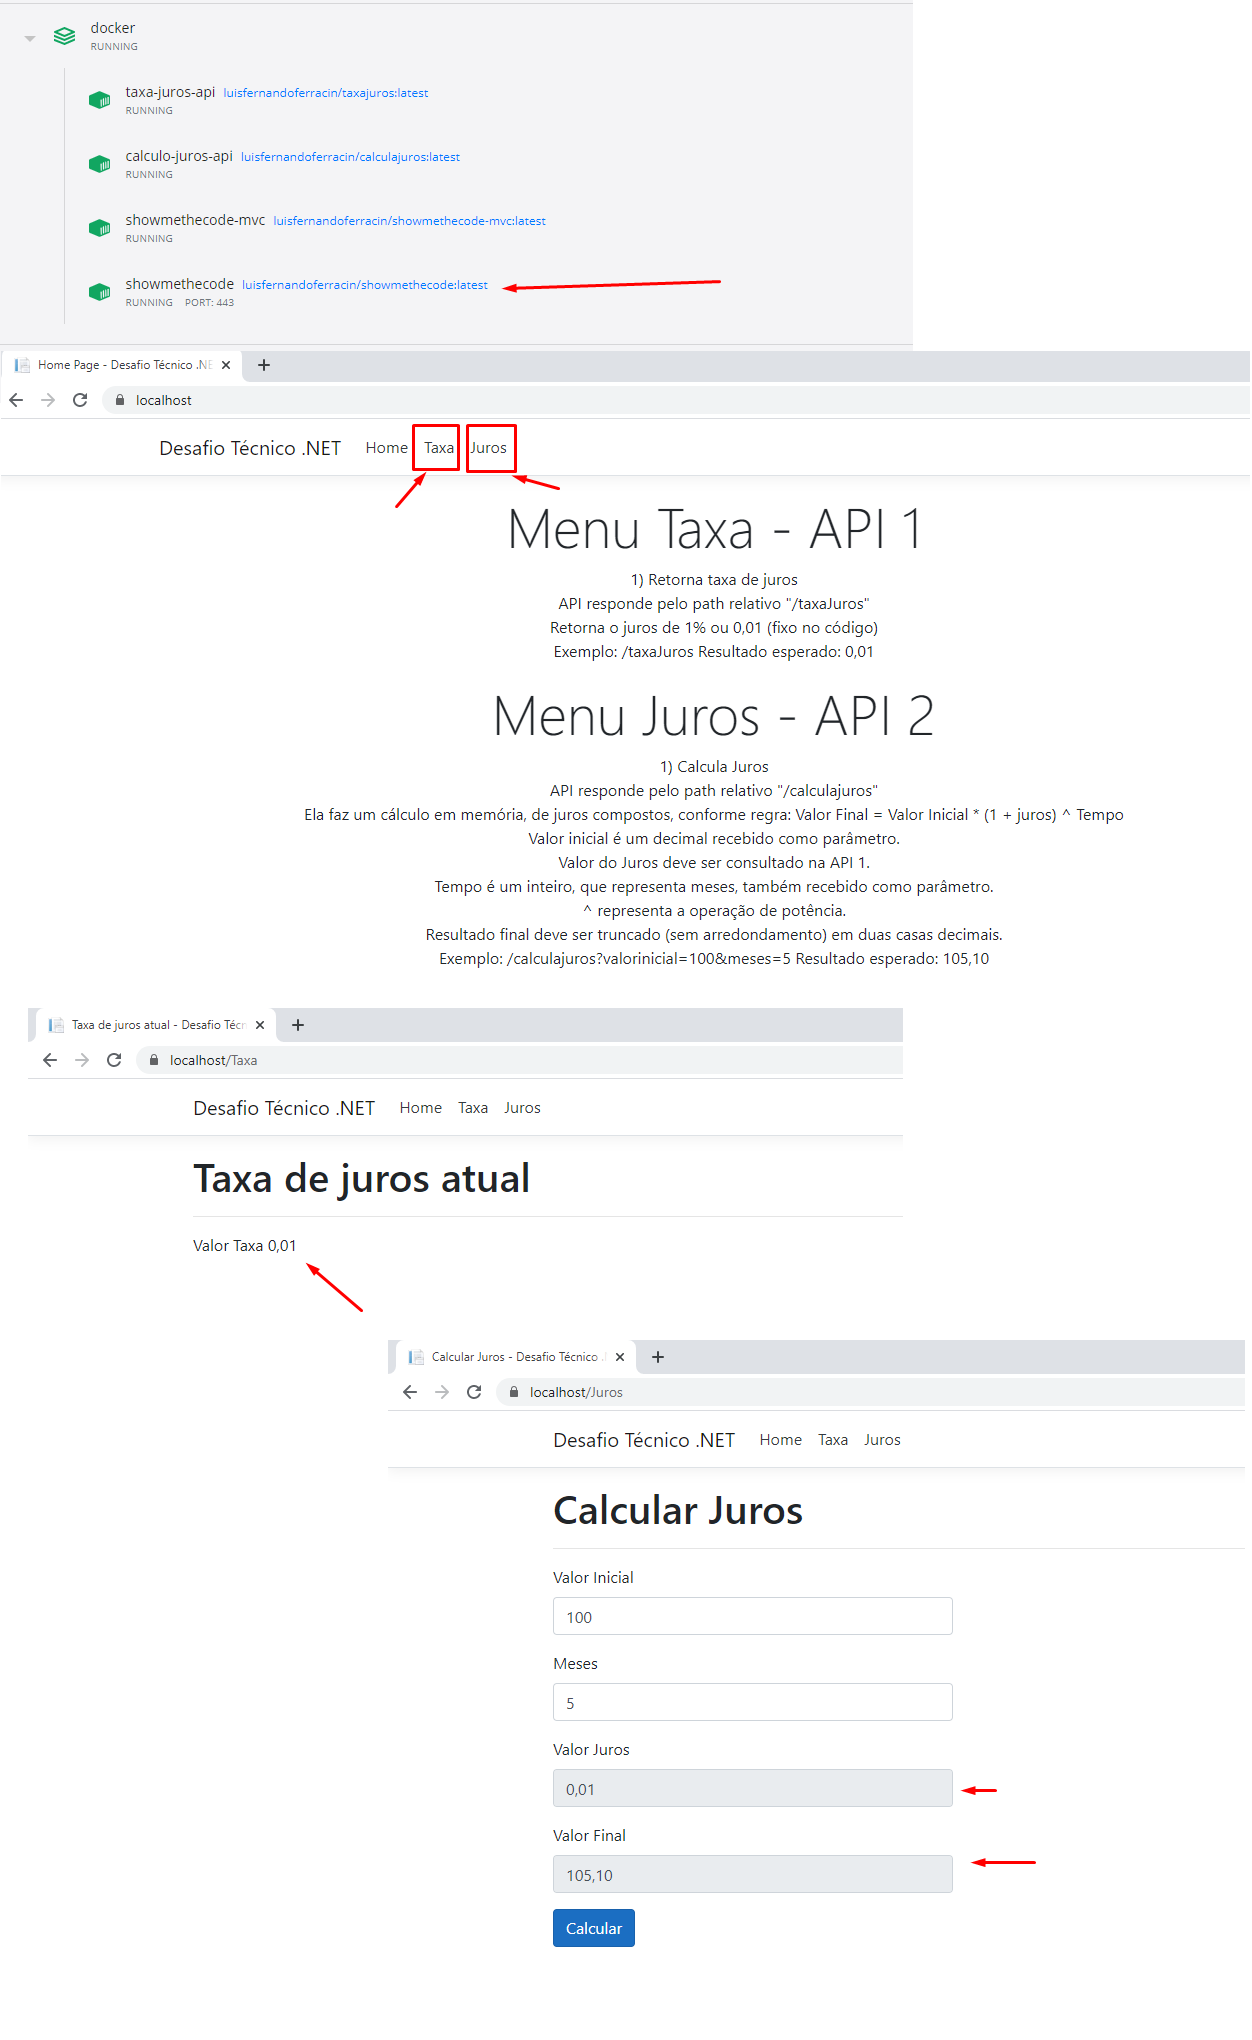 docker
RUNNING
taxa-juros-api luisfernandoferracin/taxajuros:latest
RUNNING
calculo-juros-api luisfernandoferracin/calculajuros:latest
RUNNING
showmethecode-mvc luisfernandoferracin/showmethecode-mvc:latest
RUNNING
showmethecode luisfernandoferracin/showmethecode:latest
RUNNING PORT: 443
Home Page - Desafio Técnico .NE
localhost
Desafio Técnico .NET Home Taxa Juros
Menu Taxa - API 1
1) Retorna taxa de juros
API responde pelo path relativo "/taxaJuros"
Retorna o juros de 1% ou 0,01 (fixo no código)
Exemplo: /taxaJuros Resultado esperado: 0,01
Menu Juros - API 2
1) Calcula Juros
API responde pelo path relativo "/calculajuros"
Ela faz um cálculo em memória, de juros compostos, conforme regra: Valor Final = Valor Inicial * (1 + juros) ^ Tempo
Valor inicial é um decimal recebido como parâmetro.
Valor do Juros deve ser consultado na API 1.
Tempo é um inteiro, que representa meses, também recebido como parâmetro.
^ representa a operação de potência.
Resultado final deve ser truncado (sem arredondamento) em duas casas decimais.
Exemplo: /calculajuros?valorinicial=100&meses=5 Resultado esperado: 105,10
Taxa de juros atual - Desafio Técn
localhost/Taxa
Desafio Técnico .NET Home Taxa Juros
Taxa de juros atual
Valor Taxa 0,01
Calcular Juros - Desafio Técnico .
localhost/Juros
Desafio Técnico .NET Home Taxa Juros
Calcular Juros
Valor Inicial
100
Meses
5
Valor Juros
0,01
Valor Final
105,10
Calcular